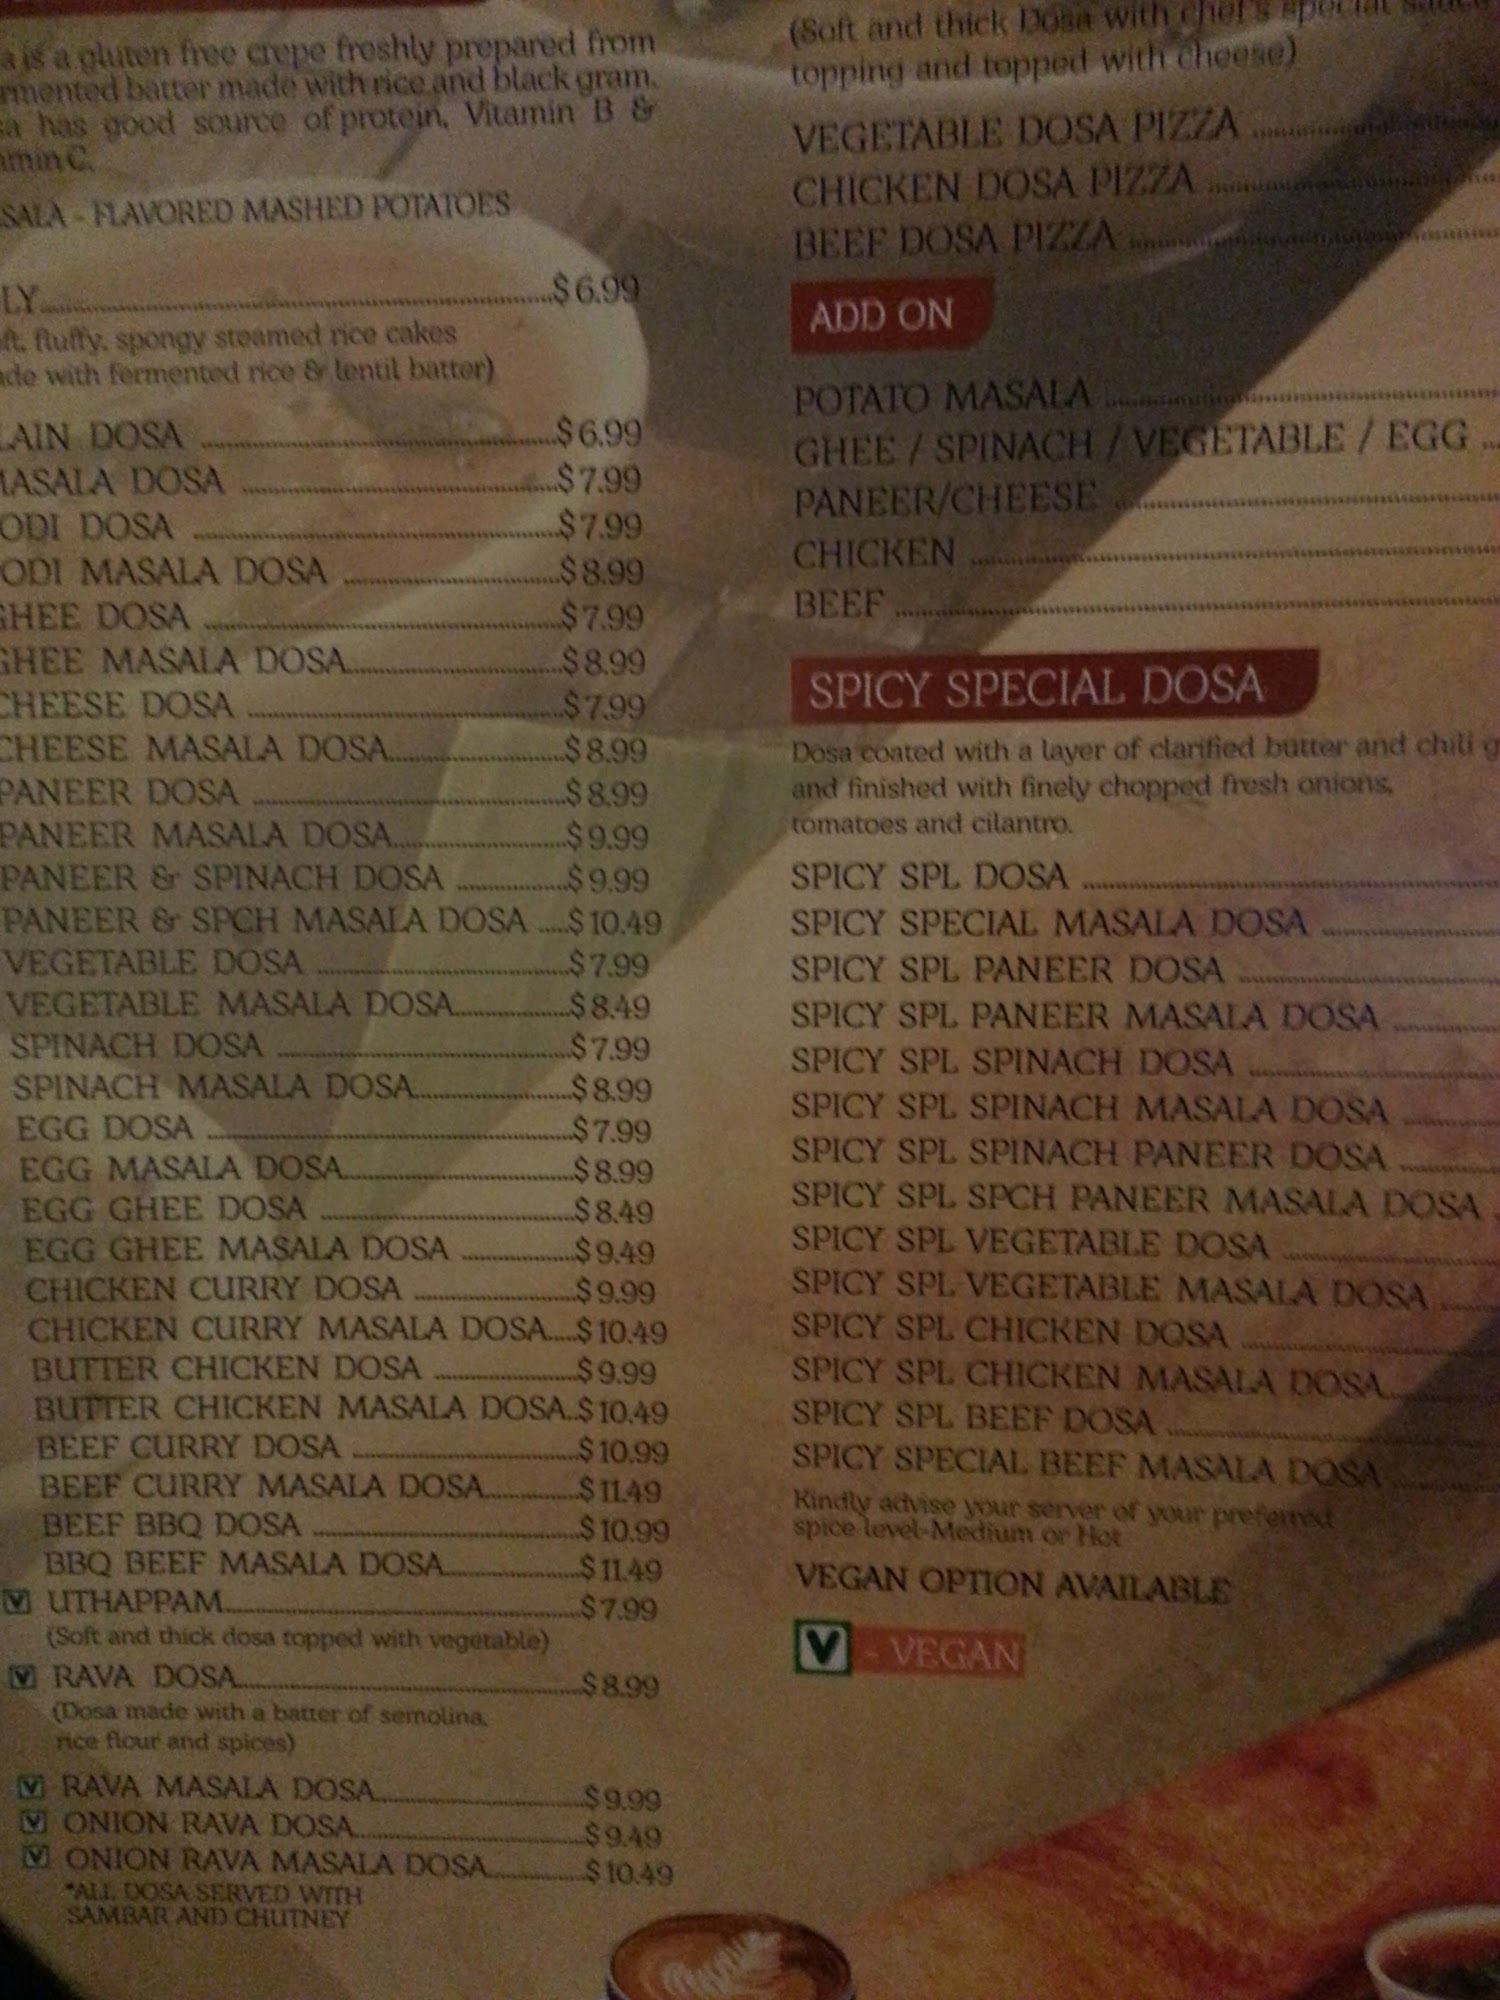 is a gluten free crepe freshly prepared from
batter made with rice and black gram.
has good source of protein, Vitamin B &
C.
- FLAVORED MASHED POTATOES
LY $6.99
fluffy, spongy steamed rice cakes
with fermented rice & lentil batter)
LAIN DOSA $6.99
MASALA DOSA $7.99
ODI DOSA $7.99
ODI MASALA DOSA $8.99
GHEE DOSA $7.99
GHEE MASALA DOSA $8.99
CHEESE DOSA $7.99
CHEESE MASALA DOSA $8.99
PANEER DOSA $8.99
PANEER MASALA DOSA $9.99
PANEER & SPINACH DOSA $9.99
PANEER & SPCH MASALA DOSA $10.49
VEGETABLE DOSA $7.99
VEGETABLE MASALA DOSA $8.49
SPINACH DOSA $7.99
SPINACH MASALA DOSA $8.99
EGG DOSA $7.99
EGG MASALA DOSA $8.99
EGG GHEE DOSA $8.49
EGG GHEE MASALA DOSA $9.49
CHICKEN CURRY DOSA $9.99
CHICKEN CURRY MASALA DOSA $10.49
BUTTER CHICKEN DOSA $9.99
BUTTER CHICKEN MASALA DOSA $10.49
BEEF CURRY DOSA $10.99
BEEF CURRY MASALA DOSA $11.49
BEEF BBQ DOSA $10.99
BBQ BEEF MASALA DOSA $11.49
V UTHAPPAM $7.99
(Soft and thick dosa topped with vegetable)
V RAVA DOSA $8.99
(Dosa made with a batter of semolina,
rice flour and spices)
V RAVA MASALA DOSA $9.99
V ONION RAVA DOSA $9.49
V ONION RAVA MASALA DOSA $10.49
*ALL DOSA SERVED WITH
SAMBAR AND CHUTNEY
(Soft and thick Dosa with chef's special sauce
topping and topped with cheese)
VEGETABLE DOSA PIZZA
CHICKEN DOSA PIZZA
BEEF DOSA PIZZA
ADD ON
POTATO MASALA
GHEE / SPINACH / VEGETABLE / EGG
PANEER/CHEESE
CHICKEN
BEEF
SPICY SPECIAL DOSA
Dosa coated with a layer of clarified butter and chili g
and finished with finely chopped fresh onions,
tomatoes and cilantro.
SPICY SPL DOSA
SPICY SPECIAL MASALA DOSA
SPICY SPL PANEER DOSA
SPICY SPL PANEER MASALA DOSA
SPICY SPL SPINACH DOSA
SPICY SPL SPINACH MASALA DOSA
SPICY SPL SPINACH PANEER DOSA
SPICY SPL SPCH PANEER MASALA DOSA
SPICY SPL VEGETABLE DOSA
SPICY SPL VEGETABLE MASALA DOSA
SPICY SPL CHICKEN DOSA
SPICY SPL CHICKEN MASALA DOSA
SPICY SPL BEEF DOSA
SPICY SPECIAL BEEF MASALA DOSA
Kindly advise your server of your preferred
spice level-Medium or Hot
VEGAN OPTION AVAILABLE
V - VEGAN